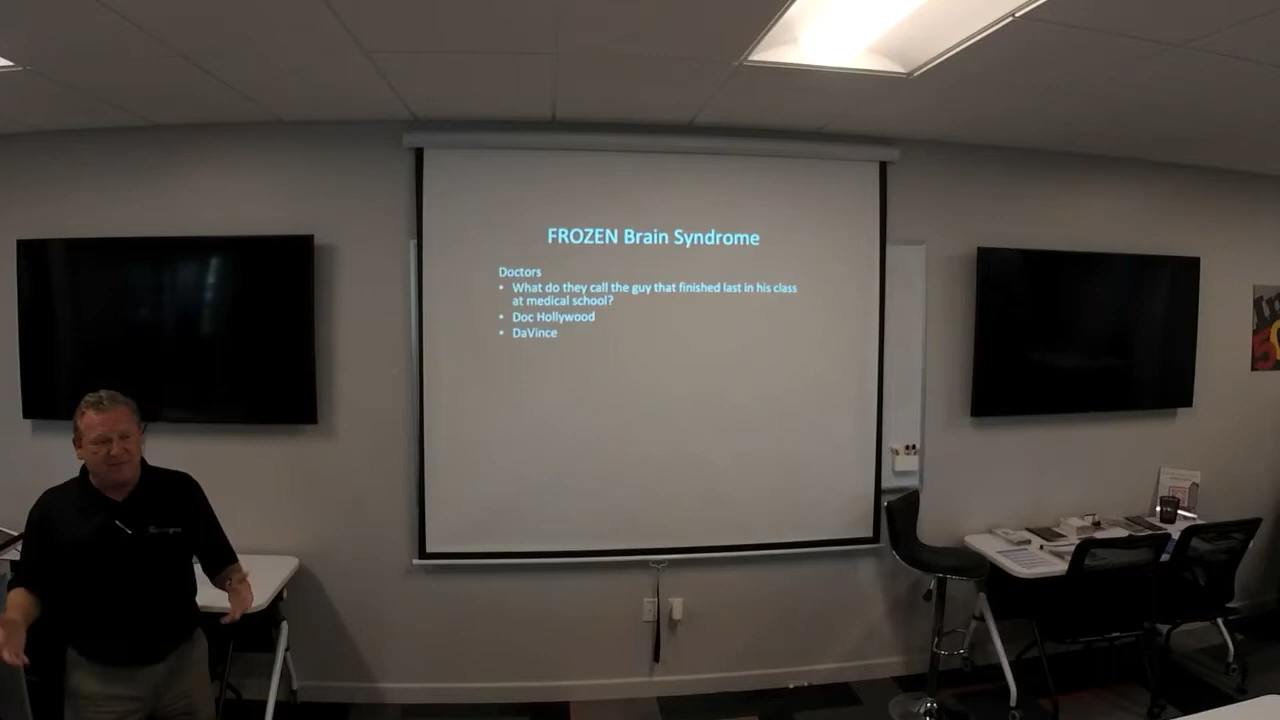 FROZEN Brain Syndrome
Doctors
• What do they call the guy that finished last in his class
at medical school?
• Doc Hollywood
• DaVince